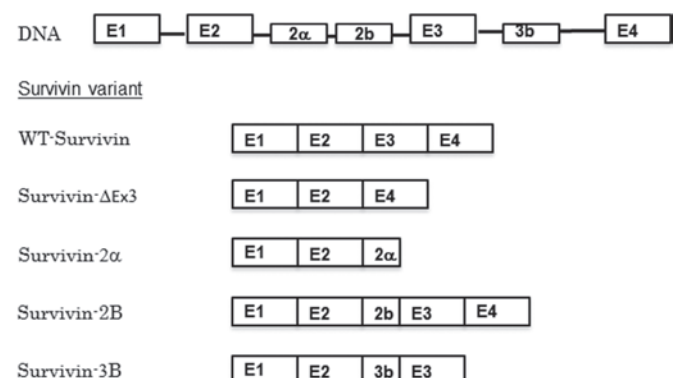 DNA E1 E2 2α 2b E3 3b E4
Survivin variant
WT-Survivin E1 E2 E3 E4
Survivin-ΔEx3 E1 E2 E4
Survivin-2α E1 E2 2α
Survivin-2B E1 E2 2b E3 E4
Survivin-3B E1 E2 3b E3